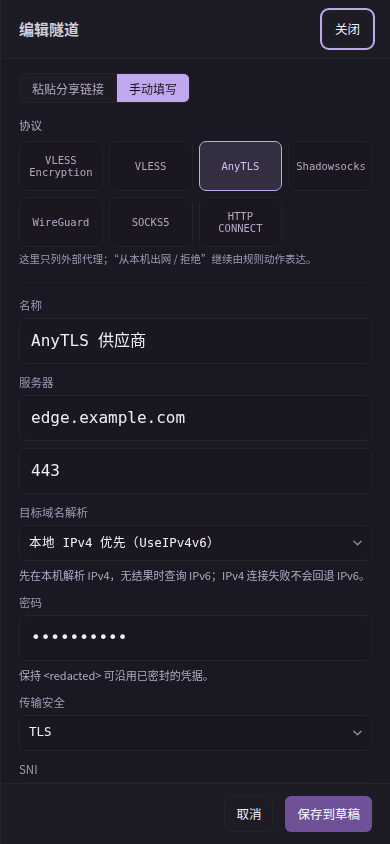 编辑隧道
关闭
粘贴分享链接
手动填写
协议
VLESS
Encryption
VLESS
AnyTLS
Shadowsocks
WireGuard
SOCKS5
HTTP
CONNECT
这里只列外部代理；“从本机出网 / 拒绝”继续由规则动作表达。
名称
AnyTLS 供应商
服务器
edge.example.com
443
目标域名解析
本地 IPv4 优先（UseIPv4v6）
先在本机解析 IPv4，无结果时查询 IPv6；IPv4 连接失败不会回退 IPv6。
密码
••••••••••
保持 <redacted> 可沿用已密封的凭据。
传输安全
TLS
SNI
取消
保存到草稿